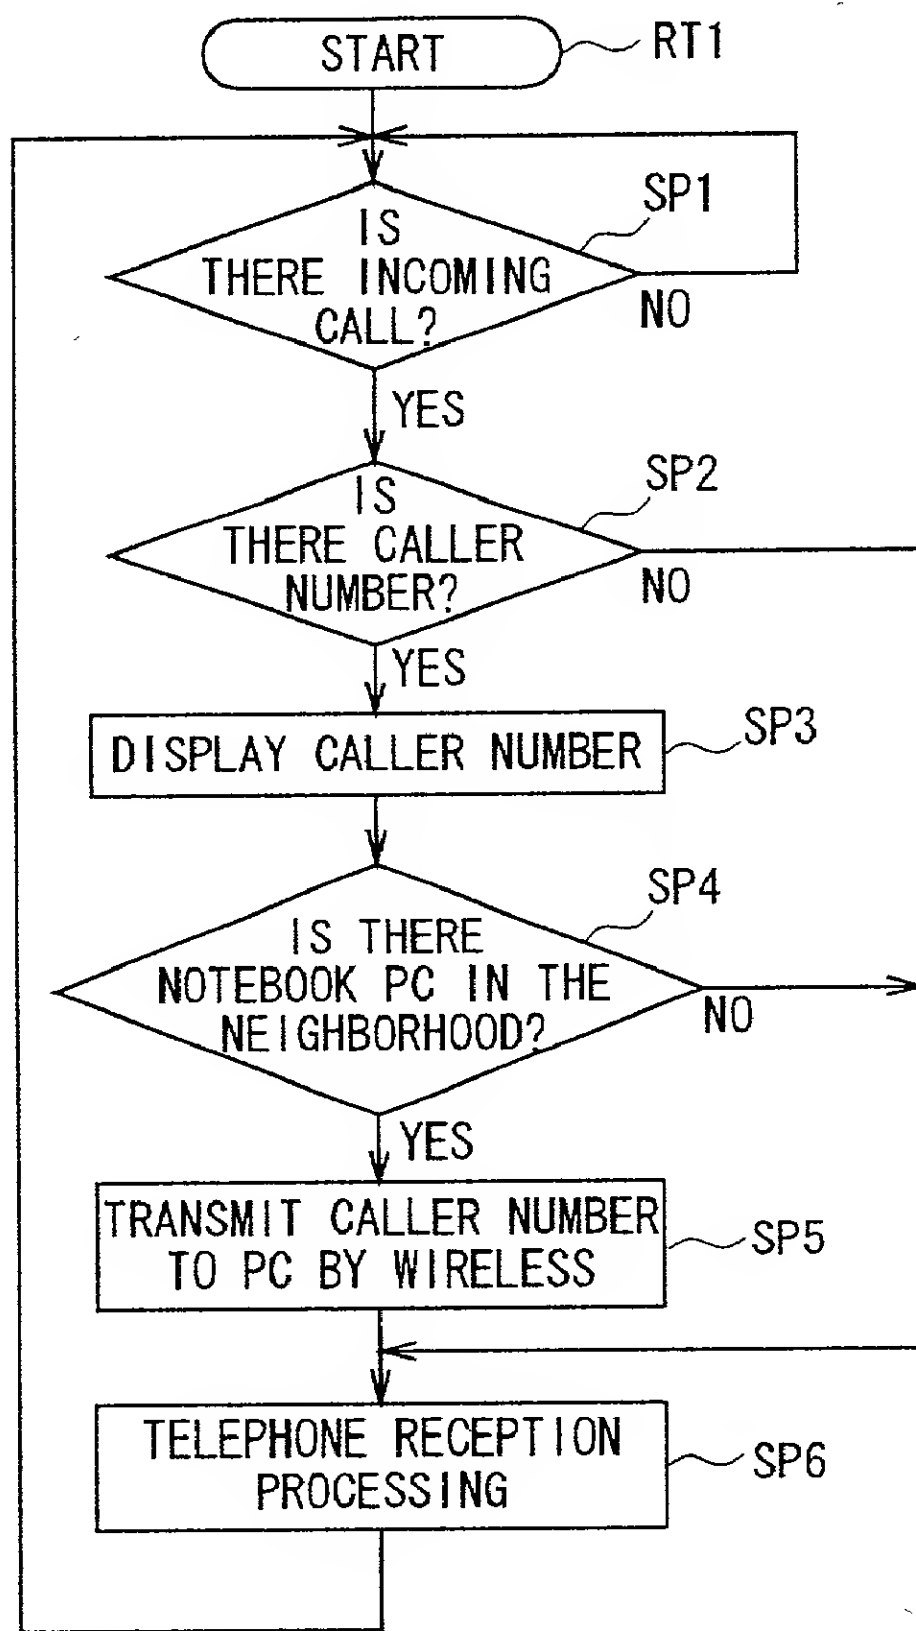 START
RT1
IS
THERE INCOMING
CALL?
SP1
NO
YES
IS
THERE CALLER
NUMBER?
SP2
NO
YES
DISPLAY CALLER NUMBER
SP3
IS THERE
NOTEBOOK PC IN THE
NEIGHBORHOOD?
SP4
NO
YES
TRANSMIT CALLER NUMBER
TO PC BY WIRELESS
SP5
TELEPHONE RECEPTION
PROCESSING
SP6